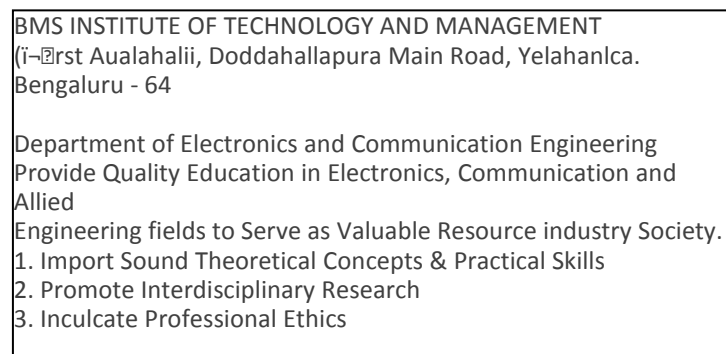 BMS INSTITUTE OF TECHNOLOGY AND MANAGEMENT
(ï¬rst Aualahalii, Doddahallapura Main Road, Yelahanlca.
Bengaluru - 64
Department of Electronics and Communication Engineering
Provide Quality Education in Electronics, Communication and
Allied
Engineering fields to Serve as Valuable Resource industry Society.
1. Import Sound Theoretical Concepts & Practical Skills
2. Promote Interdisciplinary Research
3. Inculcate Professional Ethics